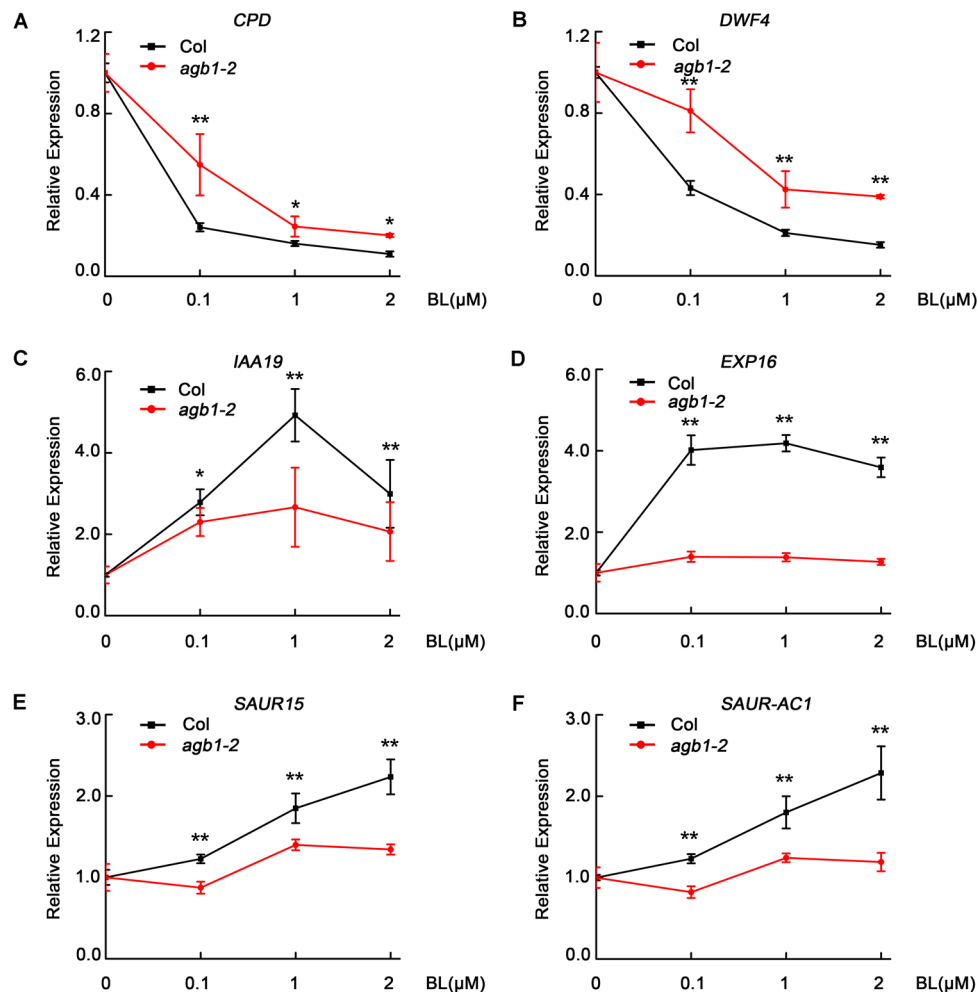 A
CPD
Col
agb1-2
Relative Expression
1.2
0.8
0.4
0.0
**
*
*
0
0.1
1
2
BL(µM)
B
DWF4
Col
agb1-2
Relative Expression
1.2
0.8
0.4
0.0
**
**
**
0
0.1
1
2
BL(µM)
C
IAA19
Col
agb1-2
Relative Expression
6.0
4.0
2.0
0.0
*
**
**
0
0.1
1
2
BL(µM)
D
EXP16
Col
agb1-2
Relative Expression
6.0
4.0
2.0
0.0
**
**
**
0
0.1
1
2
BL(µM)
E
SAUR15
Col
agb1-2
Relative Expression
3.0
2.0
1.0
0.0
**
**
**
0
0.1
1
2
BL(µM)
F
SAUR-AC1
Col
agb1-2
Relative Expression
3.0
2.0
1.0
0.0
**
**
**
0
0.1
1
2
BL(µM)